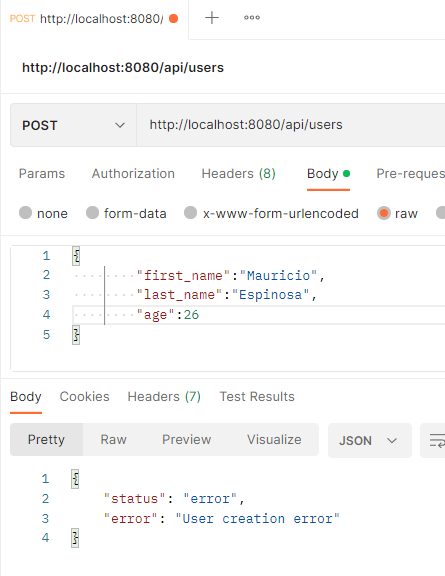 POST http://localhost:8080/
http://localhost:8080/api/users
POST http://localhost:8080/api/users
Params Authorization Headers (8) Body Pre-reques
none form-data x-www-form-urlencoded raw
1 {
2 "first_name":"Mauricio",
3 "last_name":"Espinosa",
4 "age":26
5 }
Body Cookies Headers (7) Test Results
Pretty Raw Preview Visualize JSON
1 {
2 "status": "error",
3 "error": "User creation error"
4 }